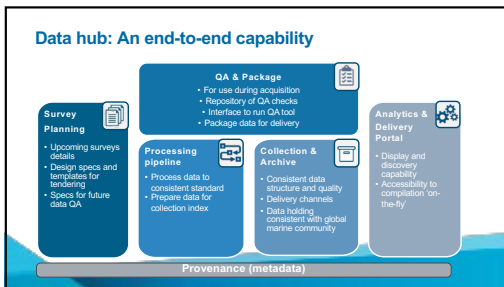 Data hub: An end-to-end capability
QA & Package
• For use during acquisition
• Repository of QA checks
• Interface to run QA tool
• Package data for delivery
Survey
Planning
• Upcoming surveys
details
• Design specs and
templates for
tendering
• Specs for future
data QA
Processing
pipeline
• Process data to
consistent standard
• Prepare data for
collection index
Collection &
Archive
• Consistent data
structure and quality
• Delivery channels
• Data holding
consistent with global
marine community
Analytics &
Delivery
Portal
• Display and
discovery
capability
• Accessibility to
compilation 'on-
the-fly'
Provenance (metadata)